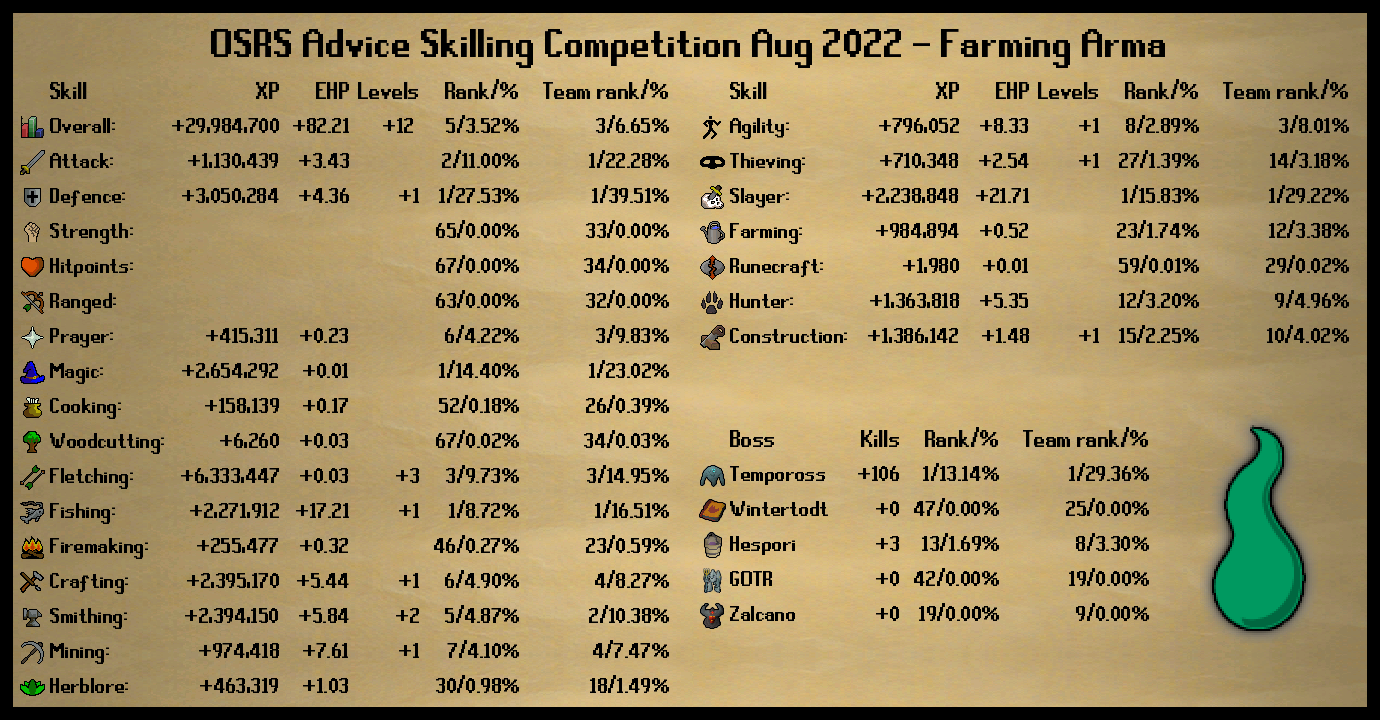 OSRS Advice Skilling Competition Aug 2022 - Farming Arma
Skill XP EHP Levels Rank/% Team rank/%
Overall: +29,984,700 +82.21 +12 5/3.52% 3/6.65%
Attack: +1,130,439 +3.43 2/11.00% 1/22.28%
Defence: +3,050,284 +4.36 +1 1/27.53% 1/39.51%
Strength: 65/0.00% 33/0.00%
Hitpoints: 67/0.00% 34/0.00%
Ranged: 63/0.00% 32/0.00%
Prayer: +415,311 +0.23 6/4.22% 3/9.83%
Magic: +2,654,292 +0.01 1/14.40% 1/23.02%
Cooking: +158,139 +0.17 52/0.18% 26/0.39%
Woodcutting: +6,260 +0.03 67/0.02% 34/0.03%
Fletching: +6,333,447 +0.03 +3 3/9.73% 3/14.95%
Fishing: +2,271,912 +17.21 +1 1/8.72% 1/16.51%
Firemaking: +255,477 +0.32 46/0.27% 23/0.59%
Crafting: +2,395,170 +5.44 +1 6/4.90% 4/8.27%
Smithing: +2,394,150 +5.84 +2 5/4.87% 2/10.38%
Mining: +974,418 +7.61 +1 7/4.10% 4/7.47%
Herblore: +463,319 +1.03 30/0.98% 18/1.49%
Skill XP EHP Levels Rank/% Team rank/%
Agility: +796,052 +8.33 +1 8/2.89% 3/8.01%
Thieving: +710,348 +2.54 +1 27/1.39% 14/3.18%
Slayer: +2,238,848 +21.71 1/15.83% 1/29.22%
Farming: +984,894 +0.52 23/1.74% 12/3.38%
Runecraft: +1,980 +0.01 59/0.01% 29/0.02%
Hunter: +1,363,818 +5.35 12/3.20% 9/4.96%
Construction: +1,386,142 +1.48 +1 15/2.25% 10/4.02%
Boss Kills Rank/% Team rank/%
Tempoross +106 1/13.14% 1/29.36%
Wintertodt +0 47/0.00% 25/0.00%
Hespori +3 13/1.69% 8/3.30%
GOTR +0 42/0.00% 19/0.00%
Zalcano +0 19/0.00% 9/0.00%